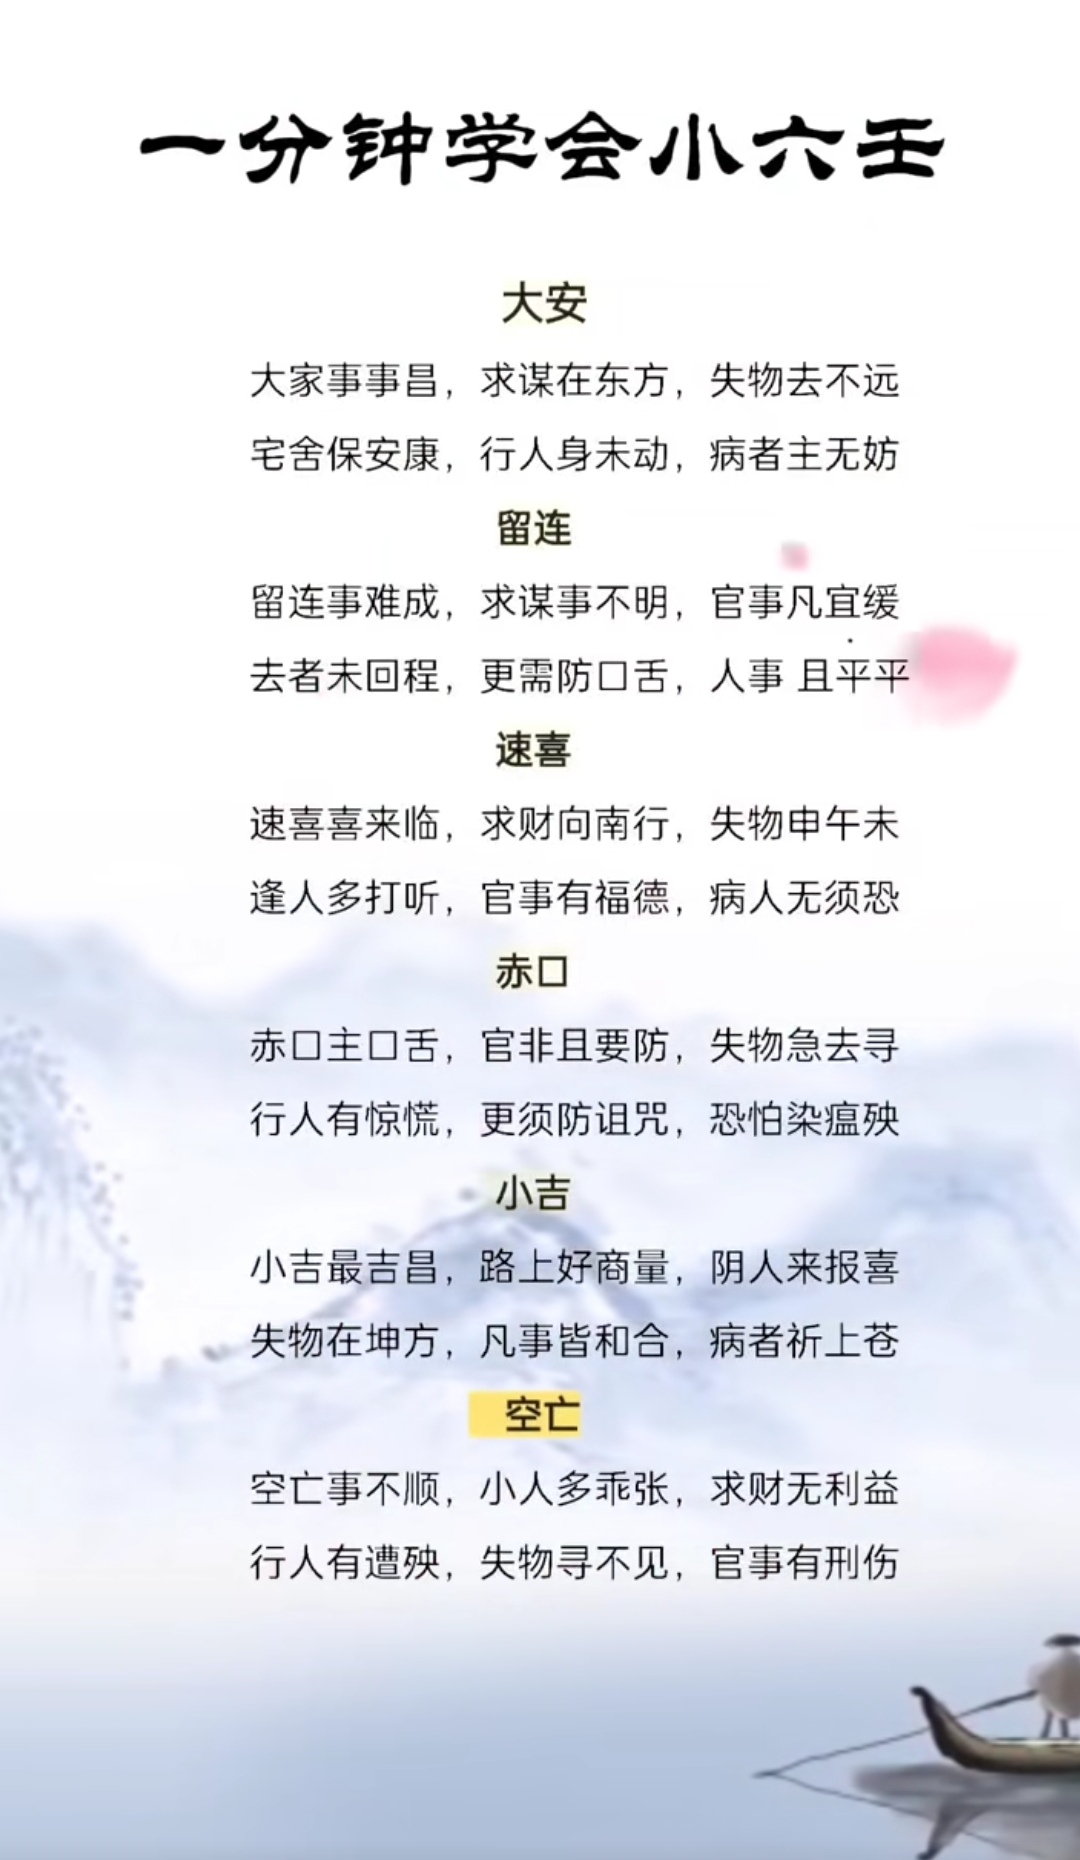 一分钟学会小六壬
大安
大家事事昌，求谋在东方，失物去不远
宅舍保安康，行人身未动，病者主无妨
留连
留连事难成，求谋事不明，官事凡宜缓
去者未回程，更需防口舌，人事 且平平
速喜
速喜喜来临，求财向南行，失物申午未
逢人多打听，官事有福德，病人无须恐
赤口
赤口主口舌，官非且要防，失物急去寻
行人有惊慌，更须防诅咒，恐怕染瘟殃
小吉
小吉最吉昌，路上好商量，阴人来报喜
失物在坤方，凡事皆和合，病者祈上苍
空亡
空亡事不顺，小人多乖张，求财无利益
行人有遭殃，失物寻不见，官事有刑伤